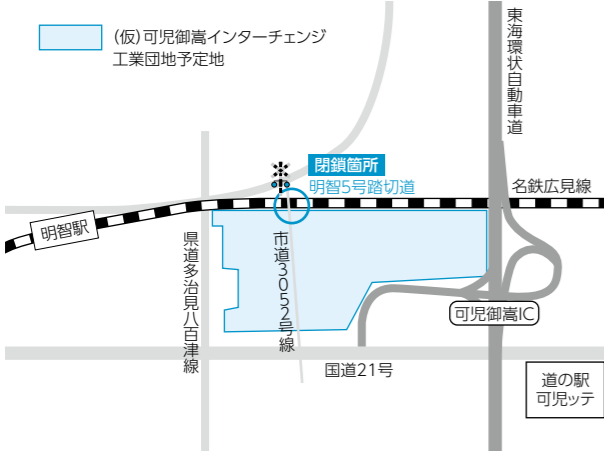 (仮)可児御嵩インターチェンジ
工業団地予定地
東海環状自動車道
閉鎖箇所
明智5号踏切道
名鉄広見線
明智駅
県道多治見八百津線
市道3052号線
可児御嵩IC
国道21号
道の駅
可児ッテ